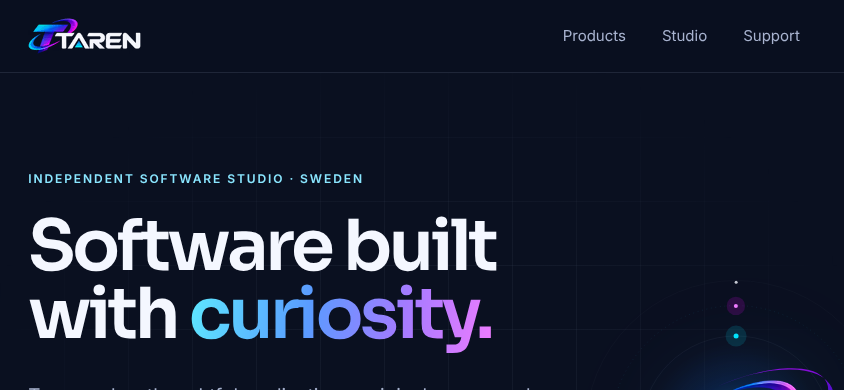 TAREN
Products Studio Support
INDEPENDENT SOFTWARE STUDIO · SWEDEN
Software built
with curiosity.